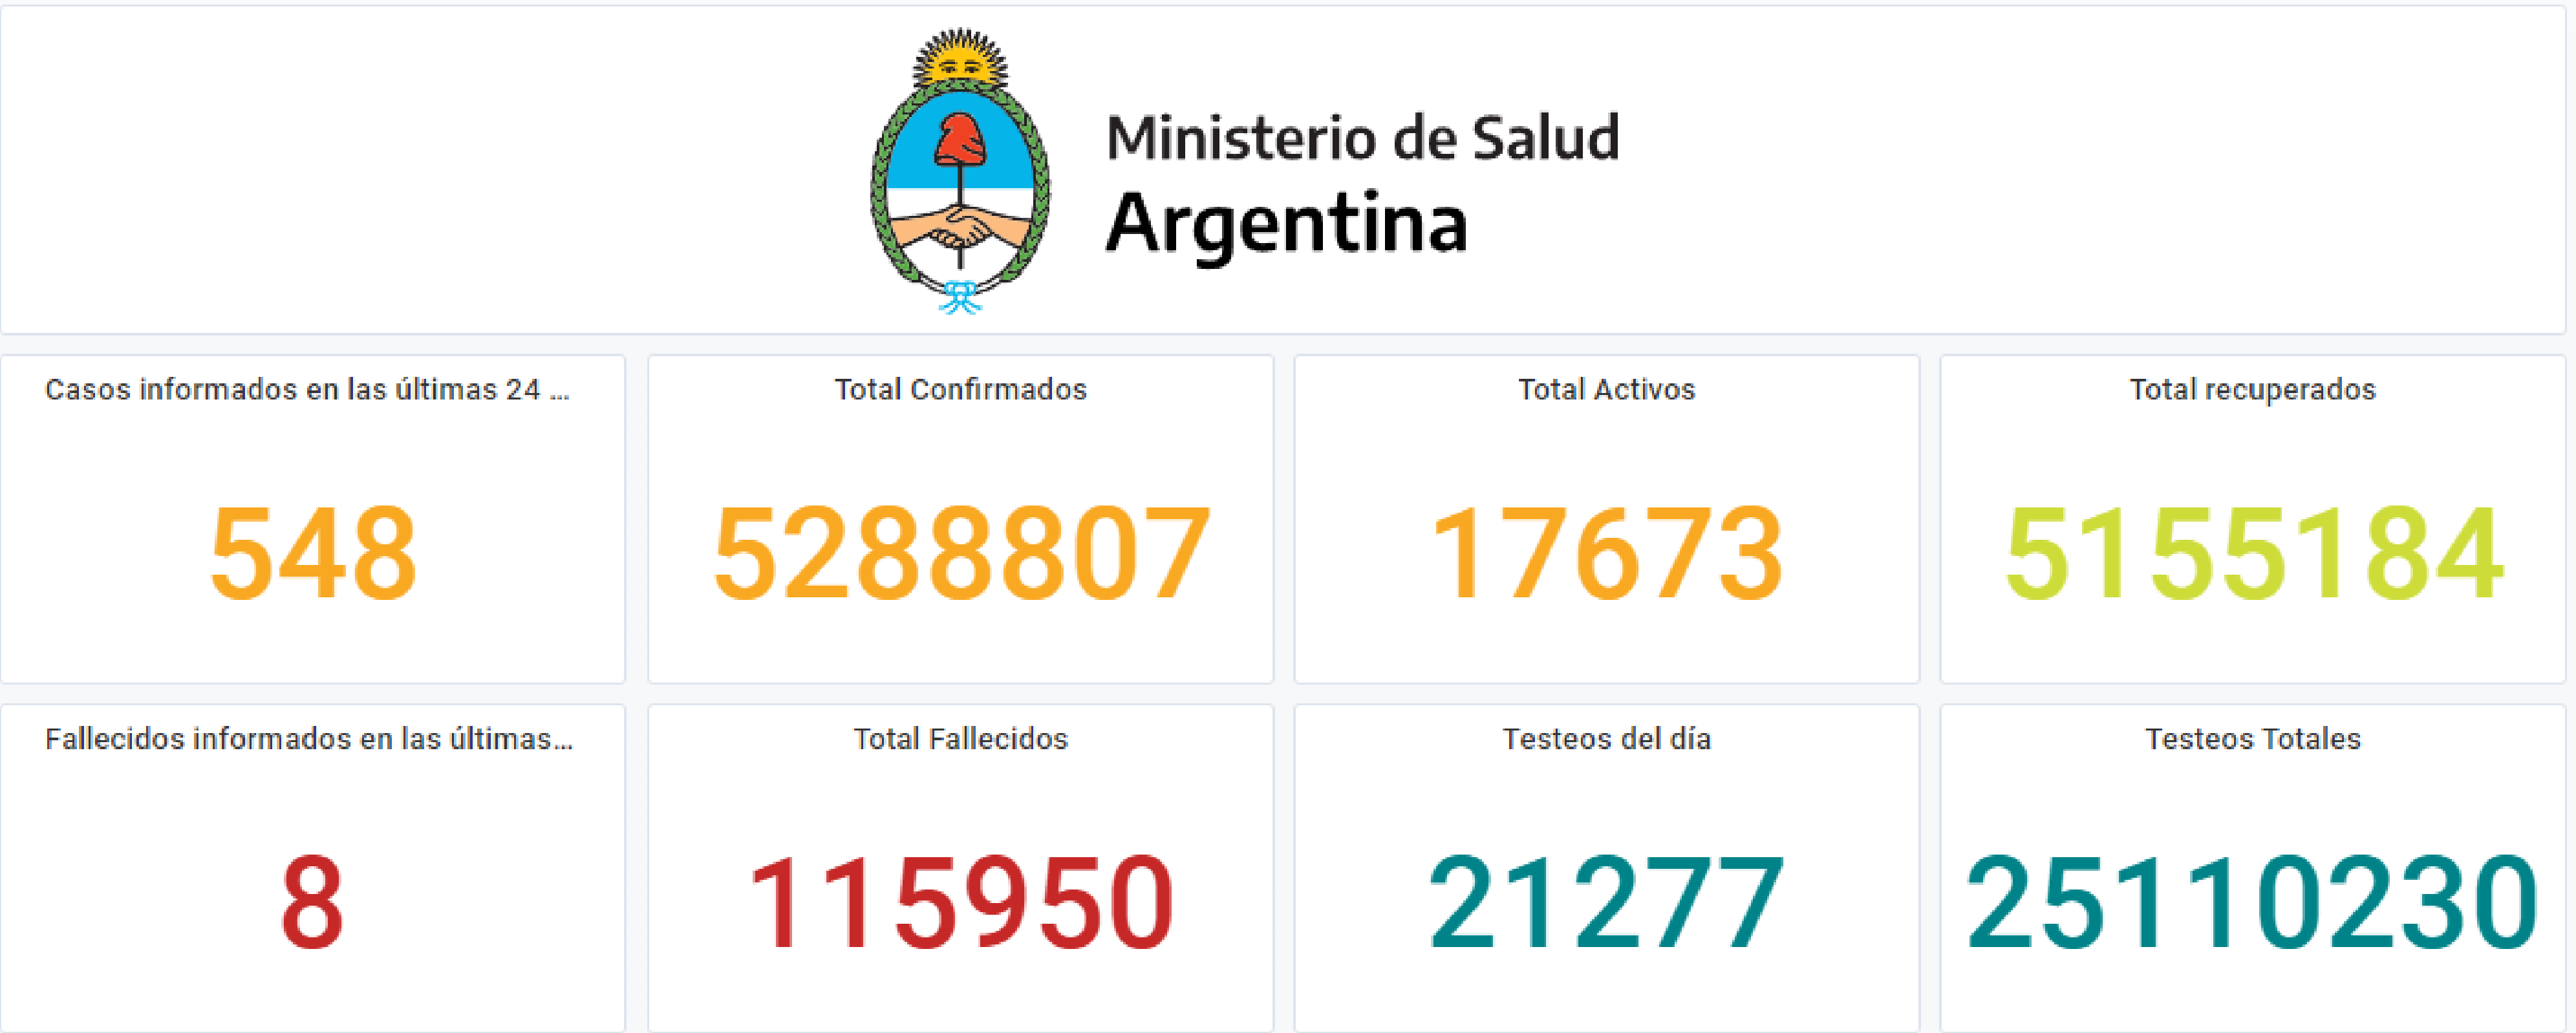 Ministerio de Salud
Argentina
Casos informados en las últimas 24 ...
548
Total Confirmados
5288807
Total Activos
17673
Total recuperados
5155184
Fallecidos informados en las últimas...
8
Total Fallecidos
115950
Testeos del día
21277
Testeos Totales
25110230